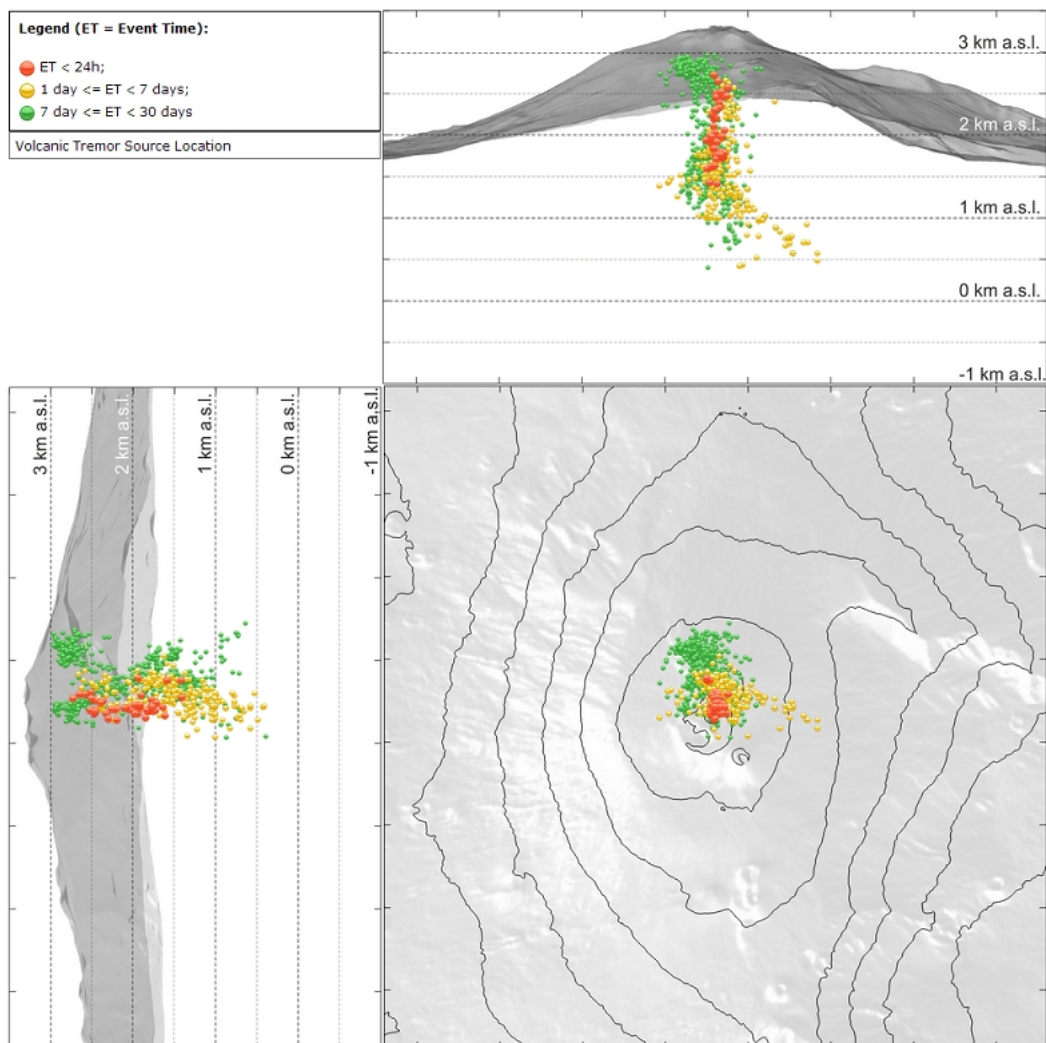 Legend (ET = Event Time):
ET < 24h;
1 day <= ET < 7 days;
7 day <= ET < 30 days
Volcanic Tremor Source Location
3 km a.s.l.
2 km a.s.l.
1 km a.s.l.
0 km a.s.l.
-1 km a.s.l.
3 km a.s.l.
2 km a.s.l.
1 km a.s.l.
0 km a.s.l.
-1 km a.s.l.